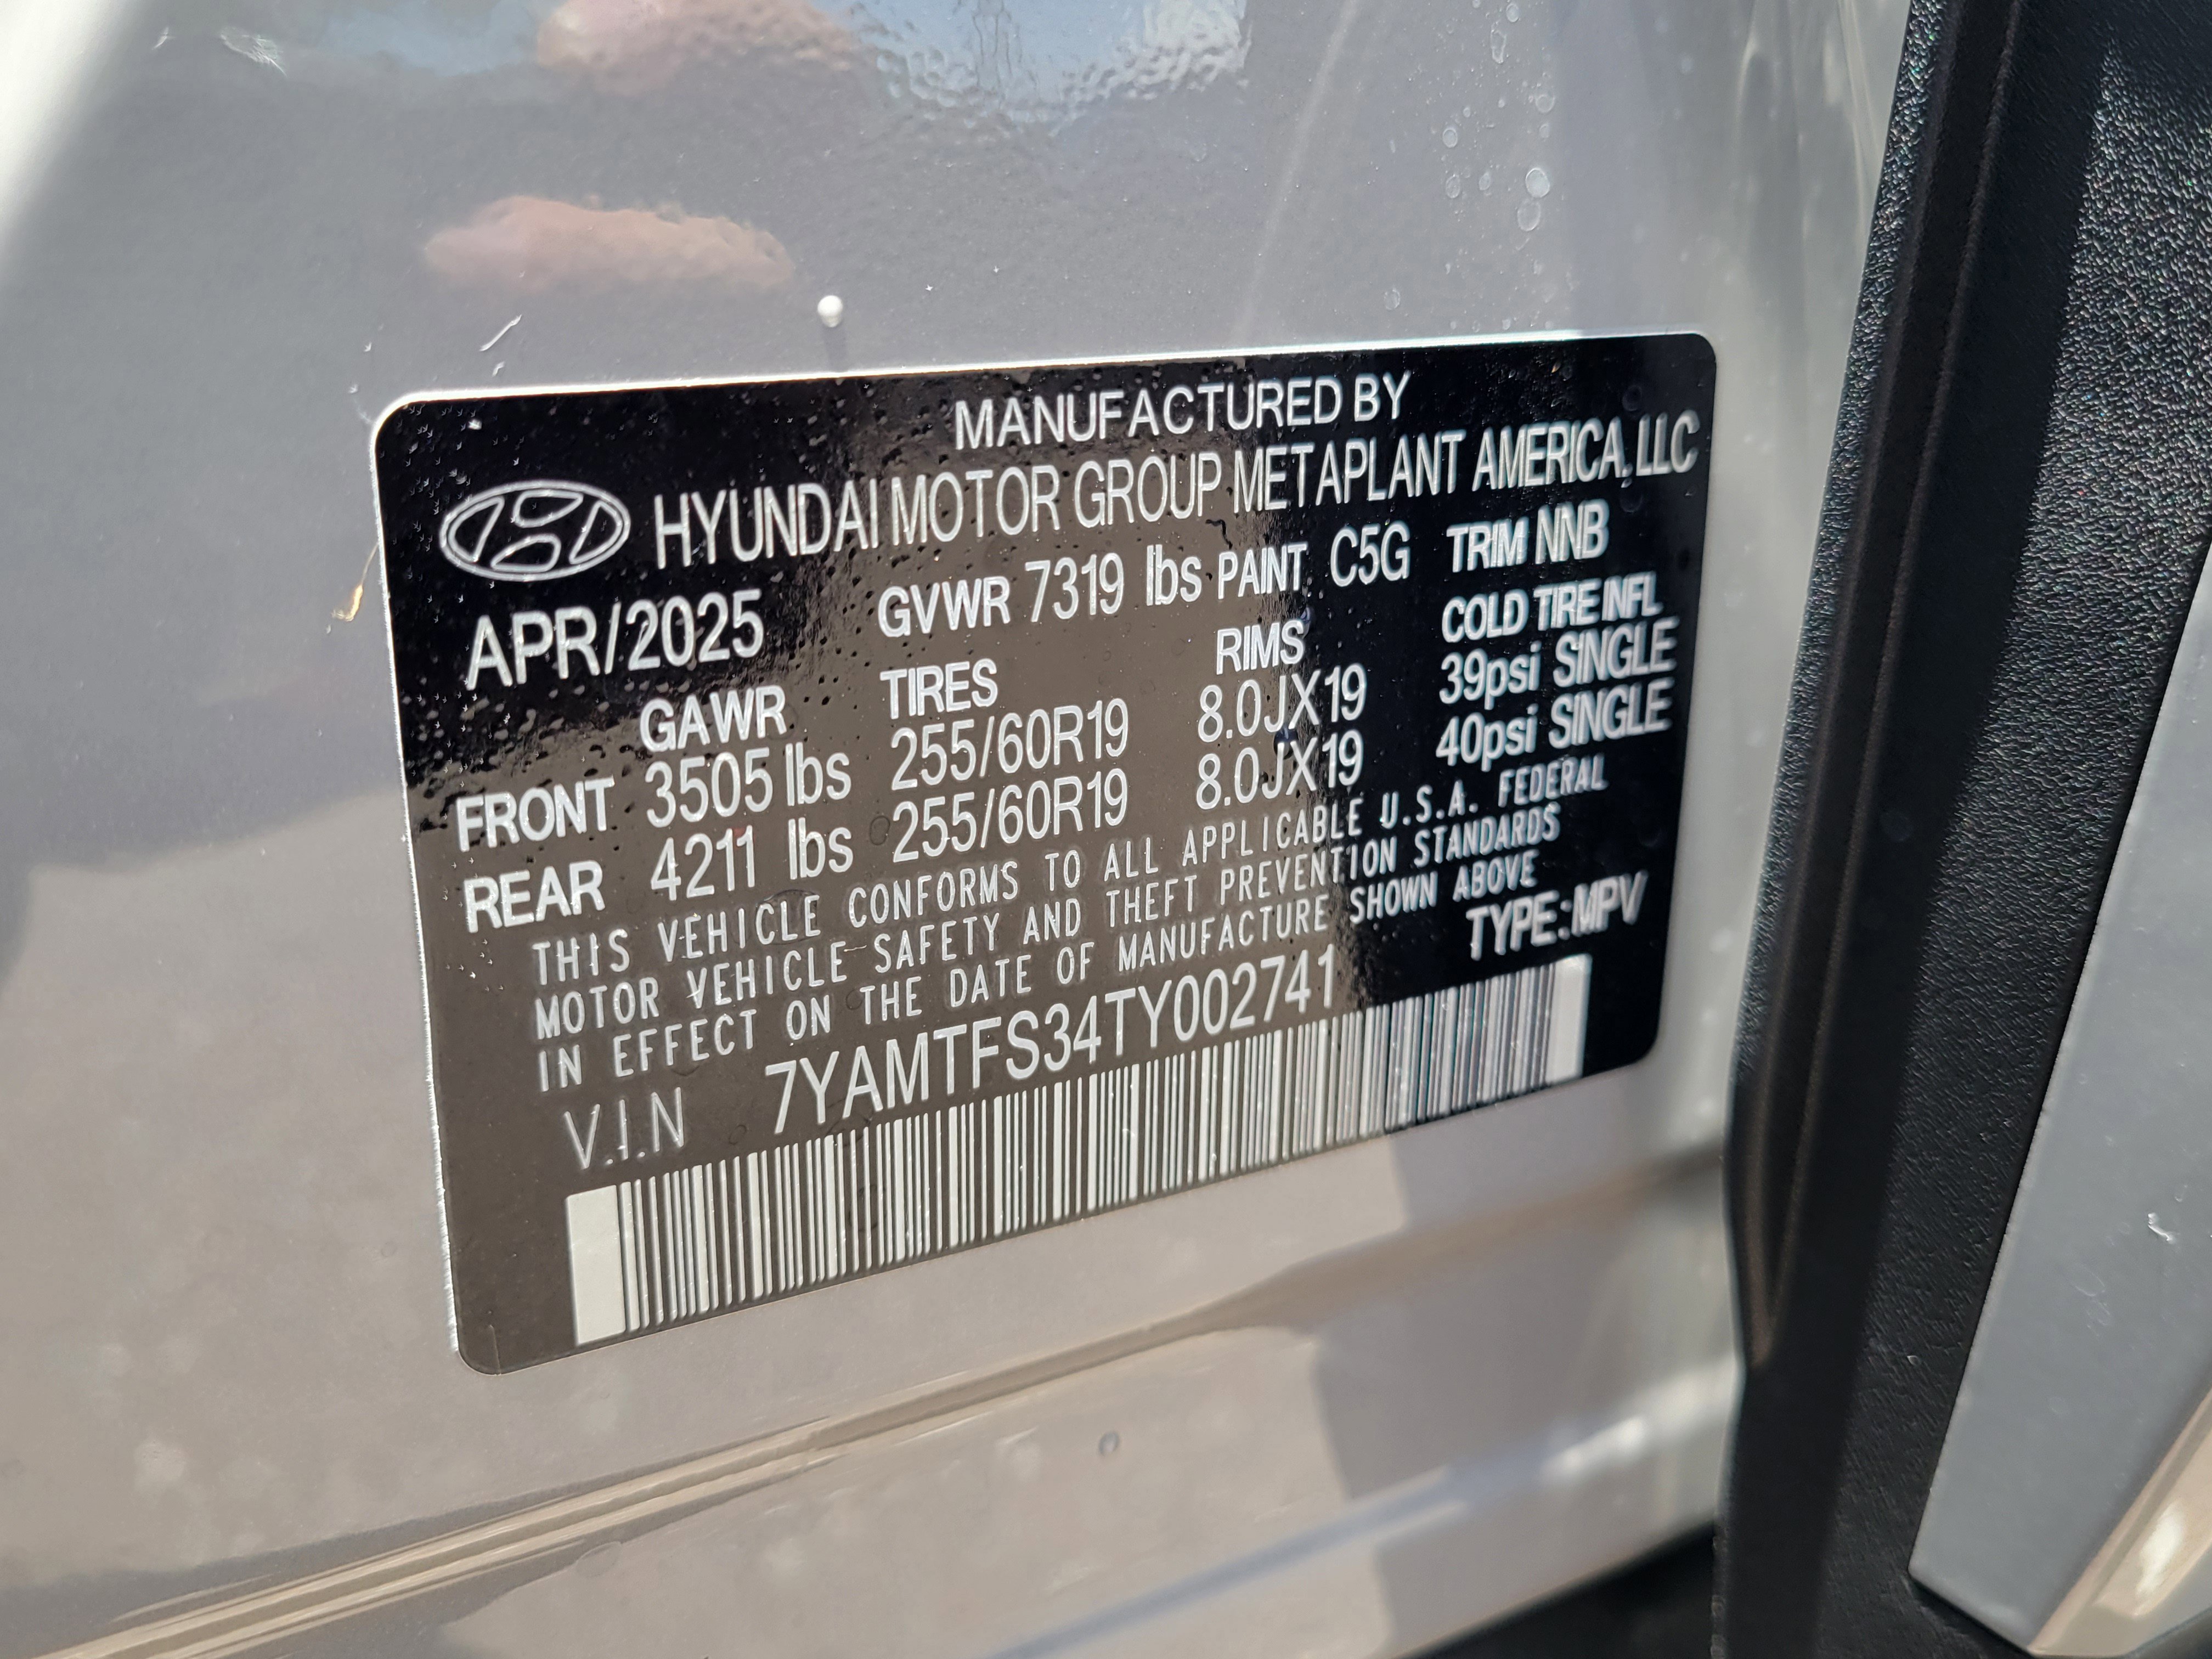 MANUFACTURED BY
HYUNDAI MOTOR GROUP METAPLANT AMERICA, LLC
APR/2025 GVWR 7319 lbs PAINT C5G TRIM NNB
GAWR TIRES RIMS COLD TIRE INFL
FRONT 3505 lbs 255/60R19 8.0JX19 39psi SINGLE
REAR 4211 lbs 255/60R19 8.0JX19 40psi SINGLE
THIS VEHICLE CONFORMS TO ALL APPLICABLE U.S.A. FEDERAL
MOTOR VEHICLE SAFETY AND THEFT PREVENTION STANDARDS
IN EFFECT ON THE DATE OF MANUFACTURE SHOWN ABOVE
V.I.N 7YAMTFS34TY002741 TYPE:MPV